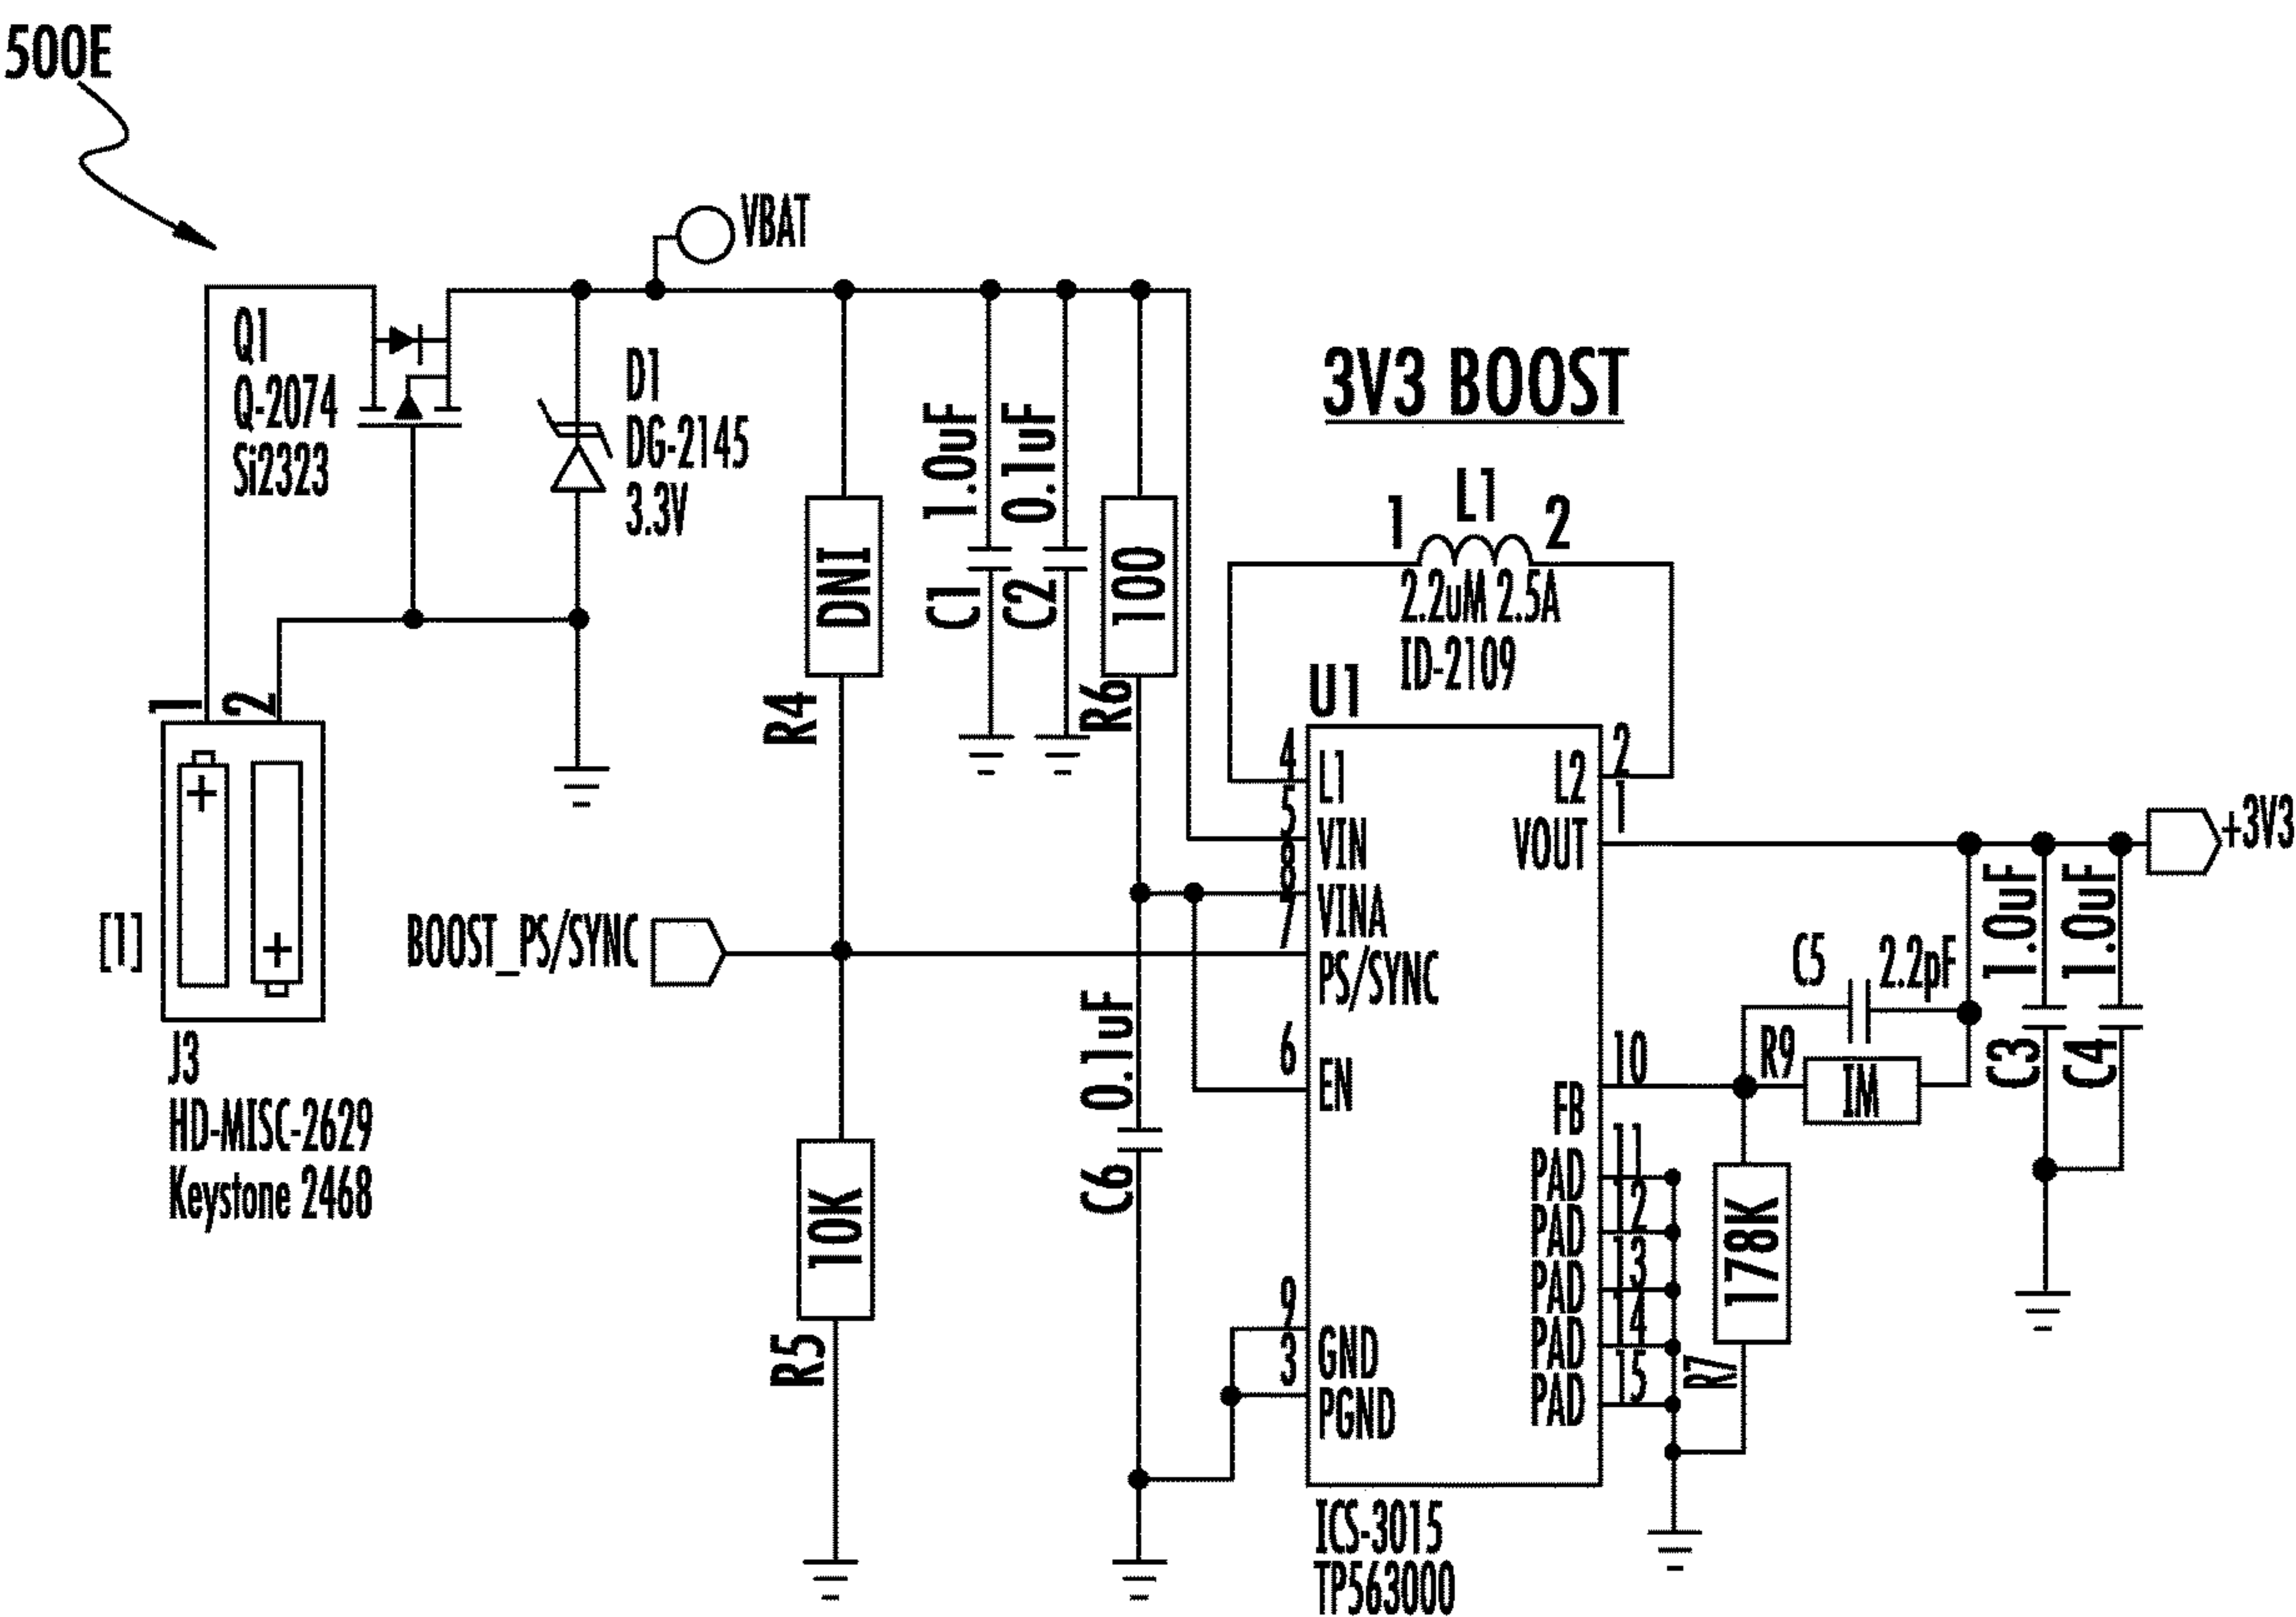 500E
VBAT
Q1
Q-2074
Si2323
D1
DG-2145
3.3V
1.0uF
C1
0.1uF
C2
DNI
R4
100
R6
3V3 BOOST
L1
1
2
2.2uM 2.5A
ID-2109
U1
1
2
+
+
[1]
J3
HD-MISC-2629
Keystone 2468
BOOST_PS/SYNC
10K
R5
0.1uF
C6
4
L1
5
VIN
8
VINA
7
PS/SYNC
6
EN
9
GND
3
PGND
2
L2
1
VOUT
10
FB
11
PAD
12
PAD
13
PAD
14
PAD
15
PAD
ICS-3015
TP563000
+3V3
C5
2.2pF
R9
IM
178K
R7
1.0uF
C3
1.0uF
C4